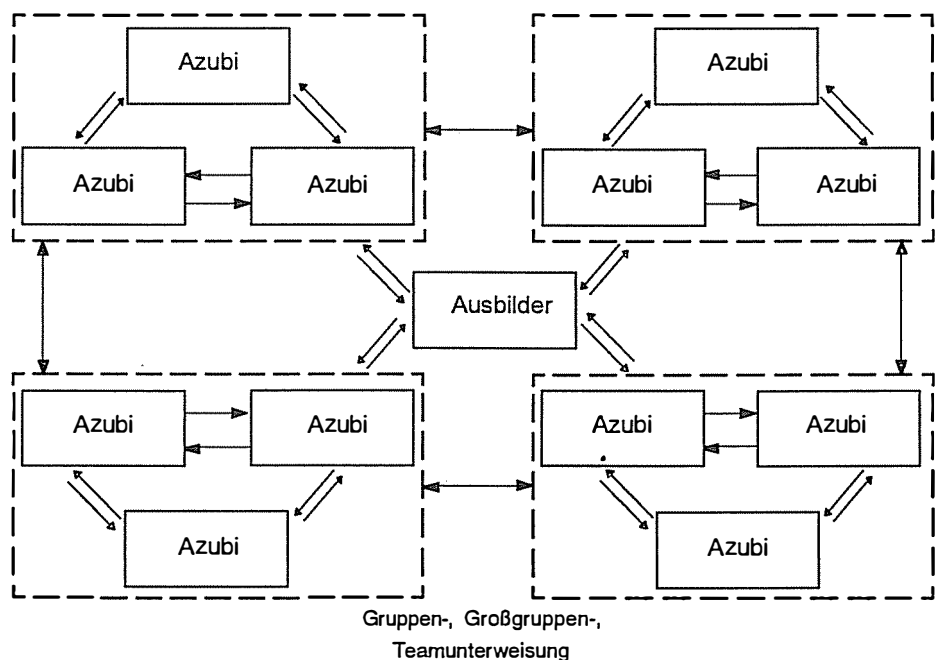 Azubi
Azubi
Azubi Azubi
Azubi Azubi
Ausbilder
Azubi Azubi
Azubi Azubi
Azubi
Azubi
Gruppen-, Großgruppen-,
Teamunterweisung